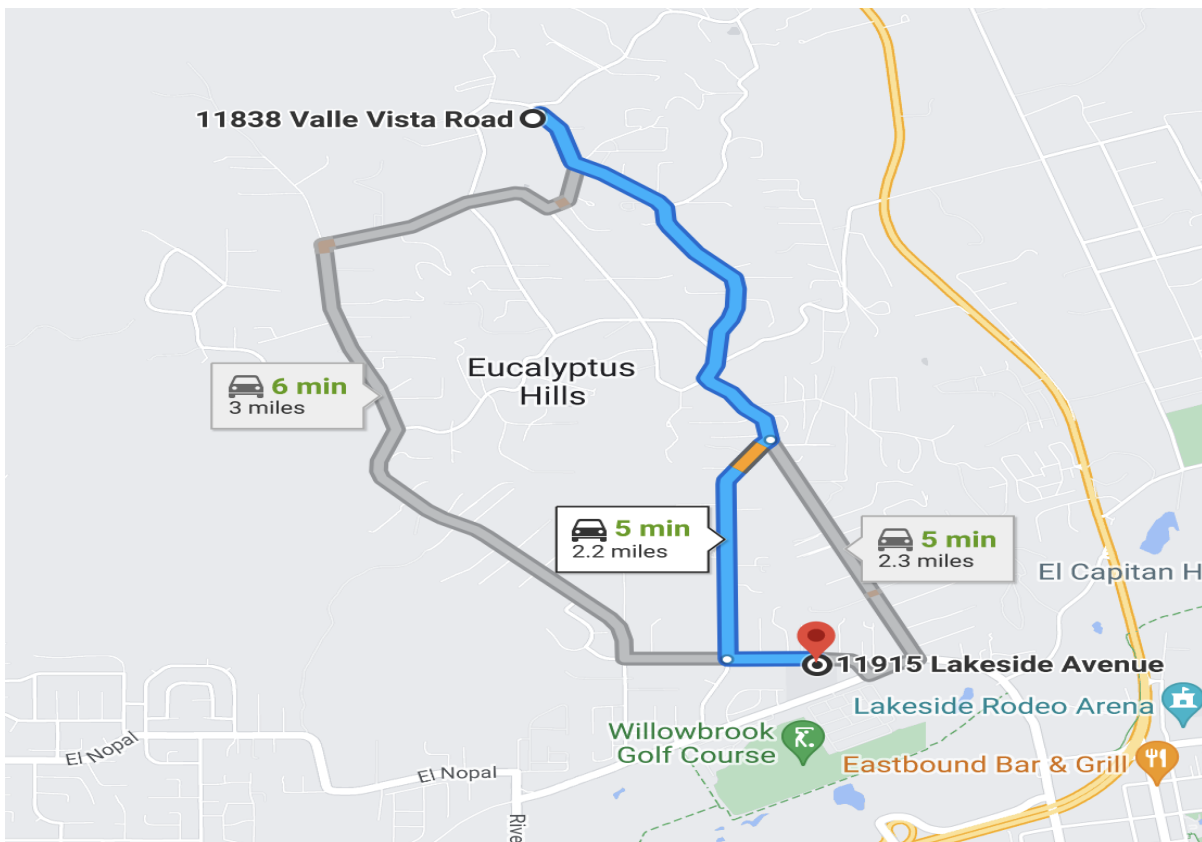 11838 Valle Vista Road
6 min
3 miles
Eucalyptus
Hills
5 min
2.2 miles
5 min
2.3 miles
El Capitan H
11915 Lakeside Avenue
Lakeside Rodeo Arena
Willowbrook
Golf Course
El Nopal
El Nopal
Eastbound Bar & Grill
Rive